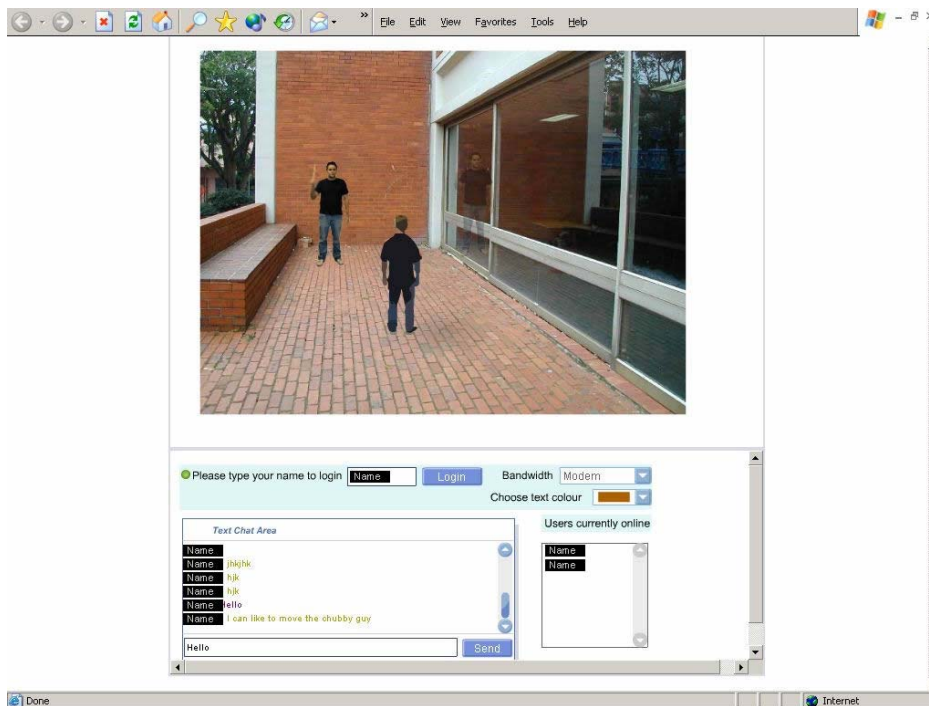 » File Edit View Favorites Tools Help
Please type your name to login Name Login Bandwidth Modem
Choose text colour
Text Chat Area
Users currently online
Name
Name jhkjhk
Name hjk
Name hjk
Name Hello
Name I can like to move the chubby guy
Name
Name
Hello Send
Done Internet